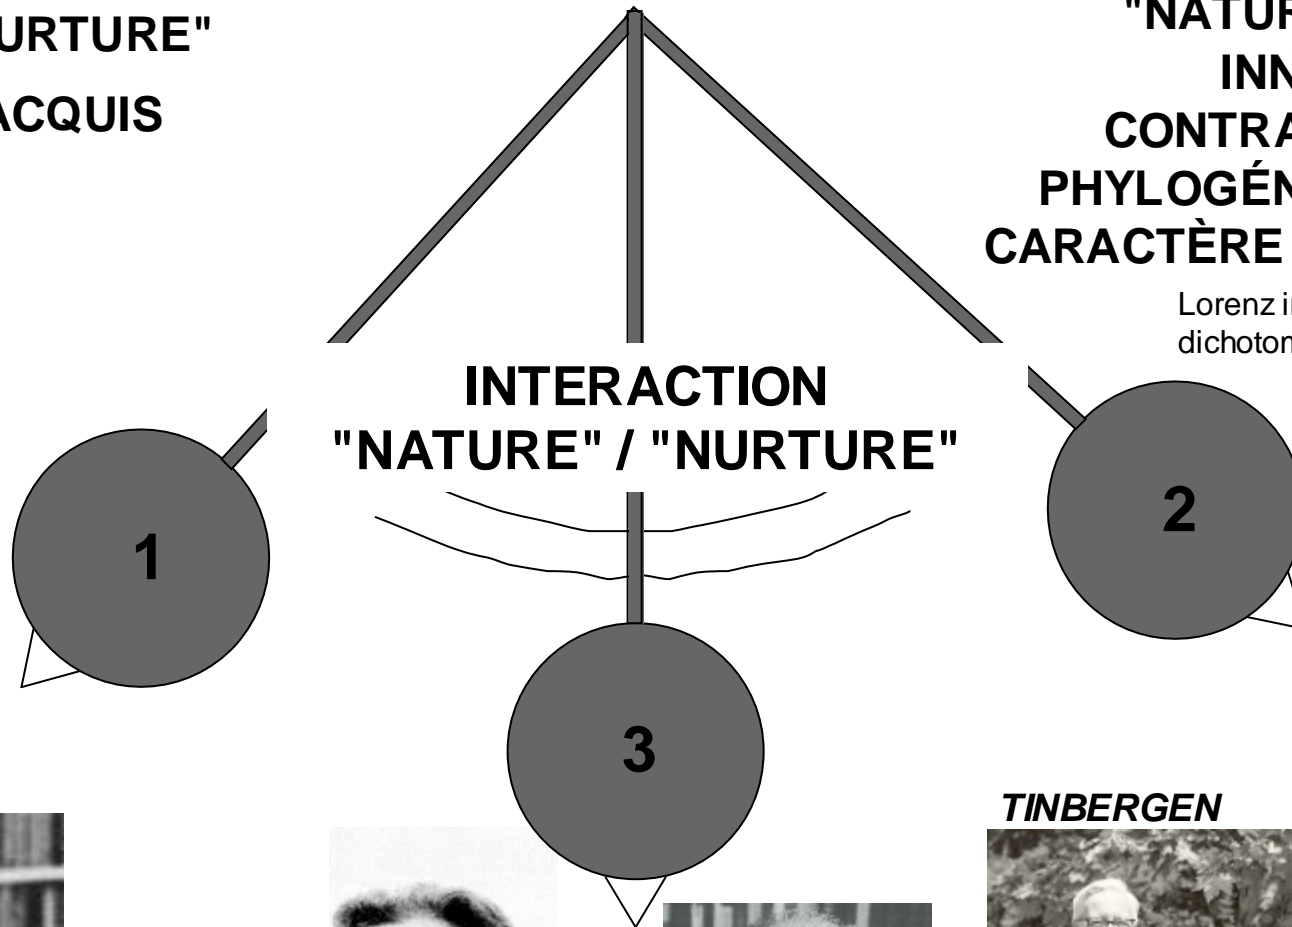 URTURE"
ACQUIS
"NATUR
INN
CONTRA
PHYLOGÉN
CARACTÈRE
Lorenz i
dichoton
INTERACTION
"NATURE" / "NURTURE"
1
2
3
TINBERGEN